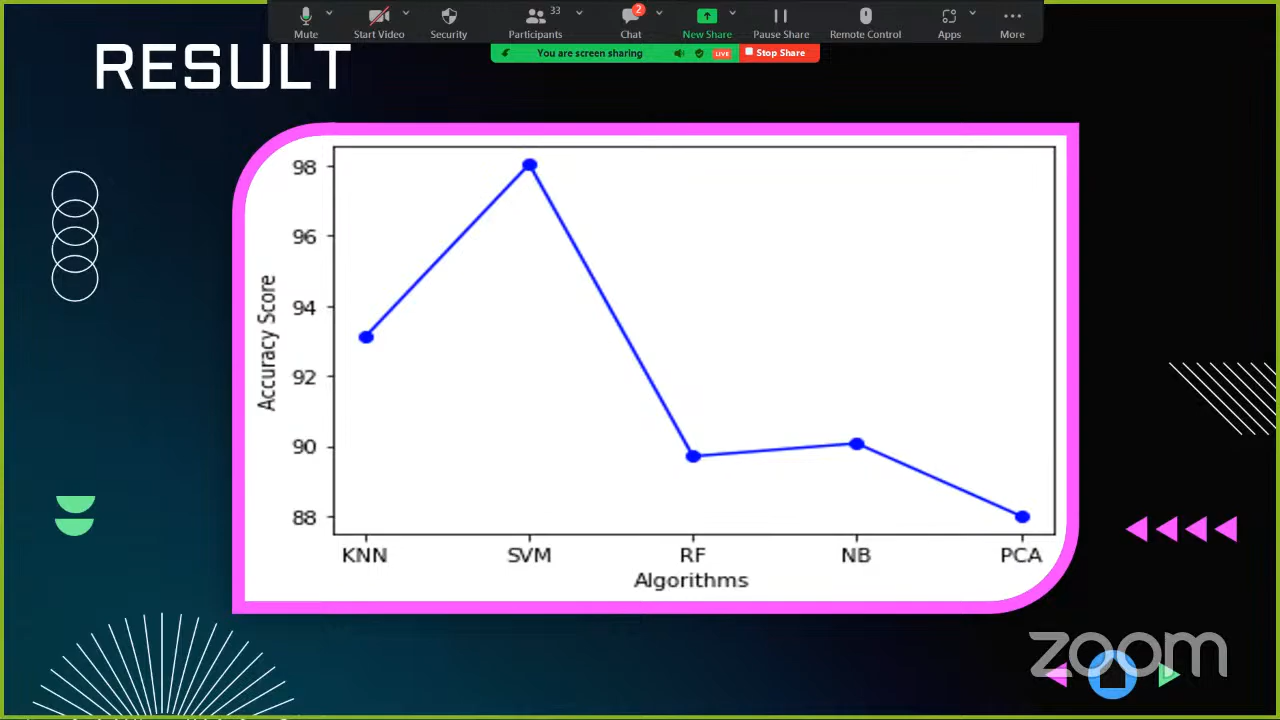 Mute
Start Video
Security
Participants
33
Chat
2
New Share
Pause Share
Remote Control
Apps
More
You are screen sharing
LIVE
Stop Share
RESULT
98
96
94
92
90
88
Accuracy Score
KNN
SVM
RF
NB
PCA
Algorithms
zoom